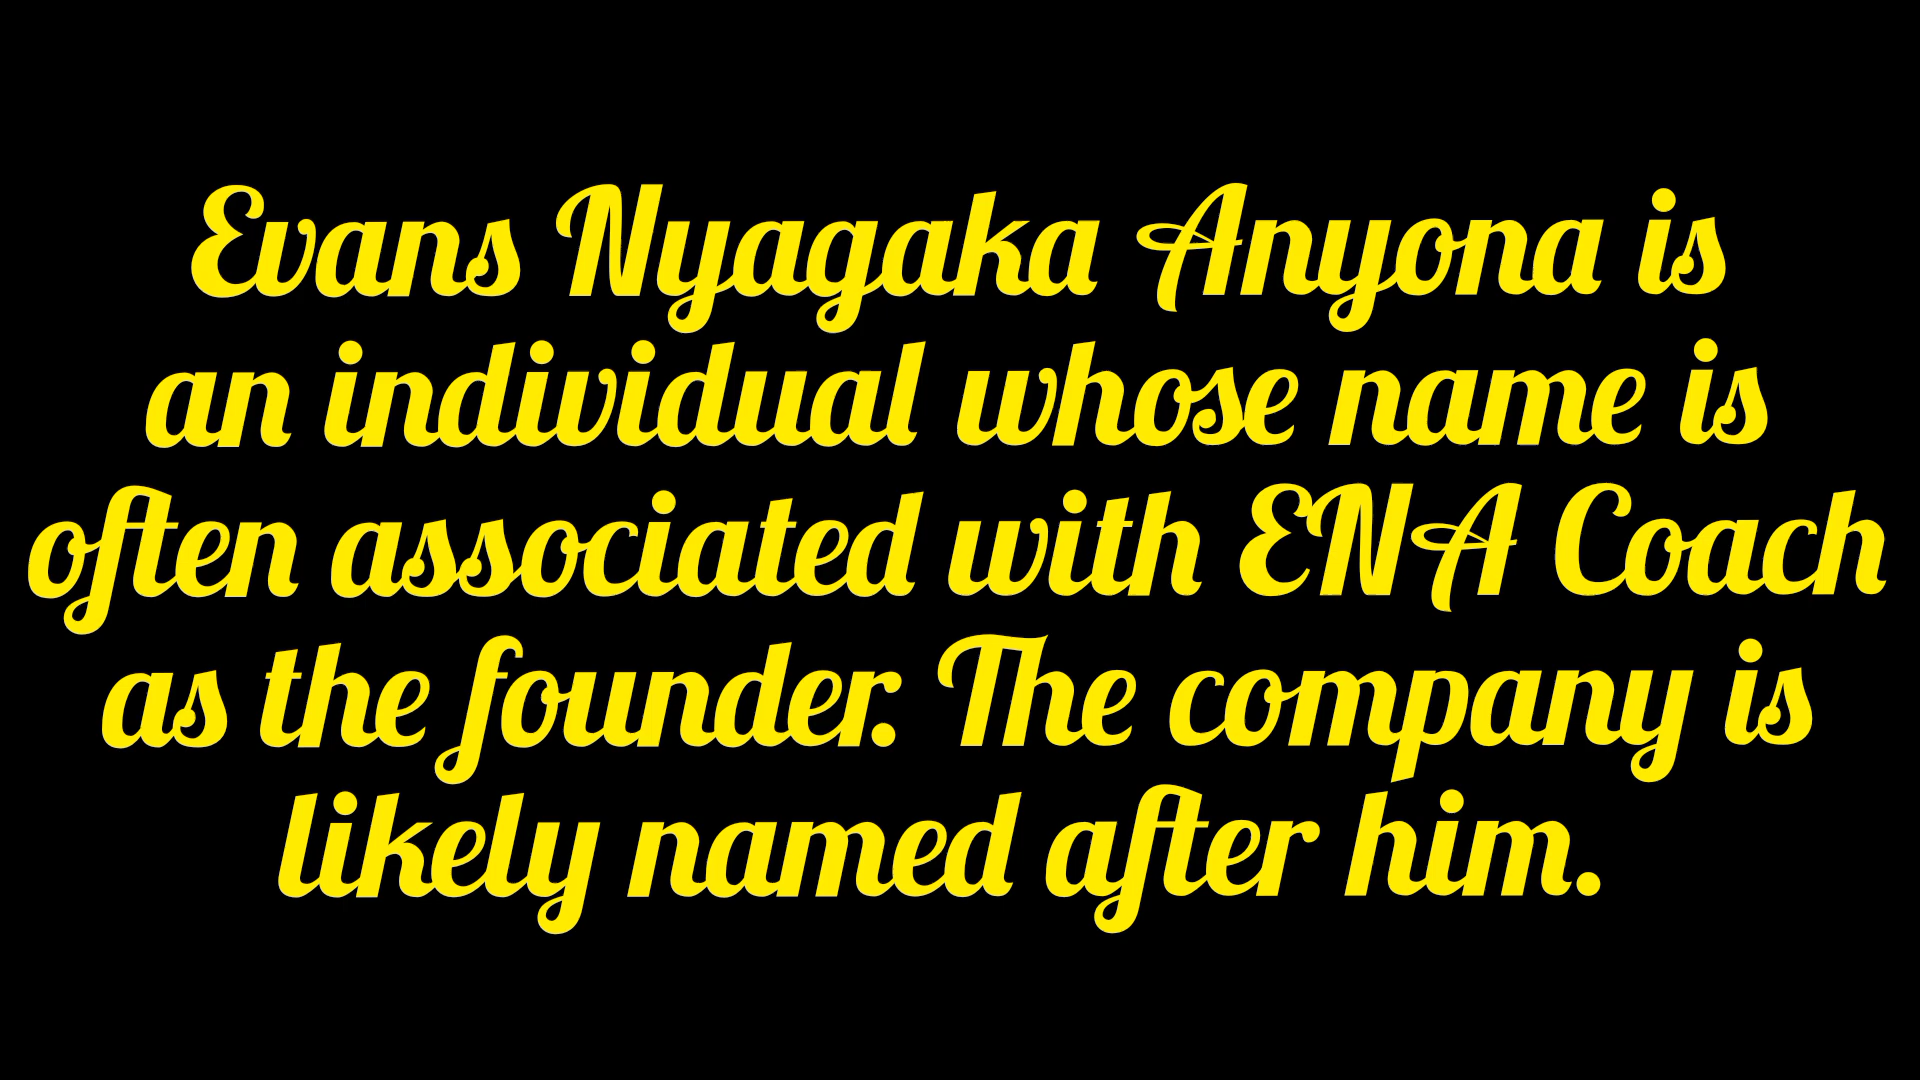 Evans Nyagaka Anyona is
an individual whose name is
often associated with ENA Coach
as the founder. The company is
likely named after him.